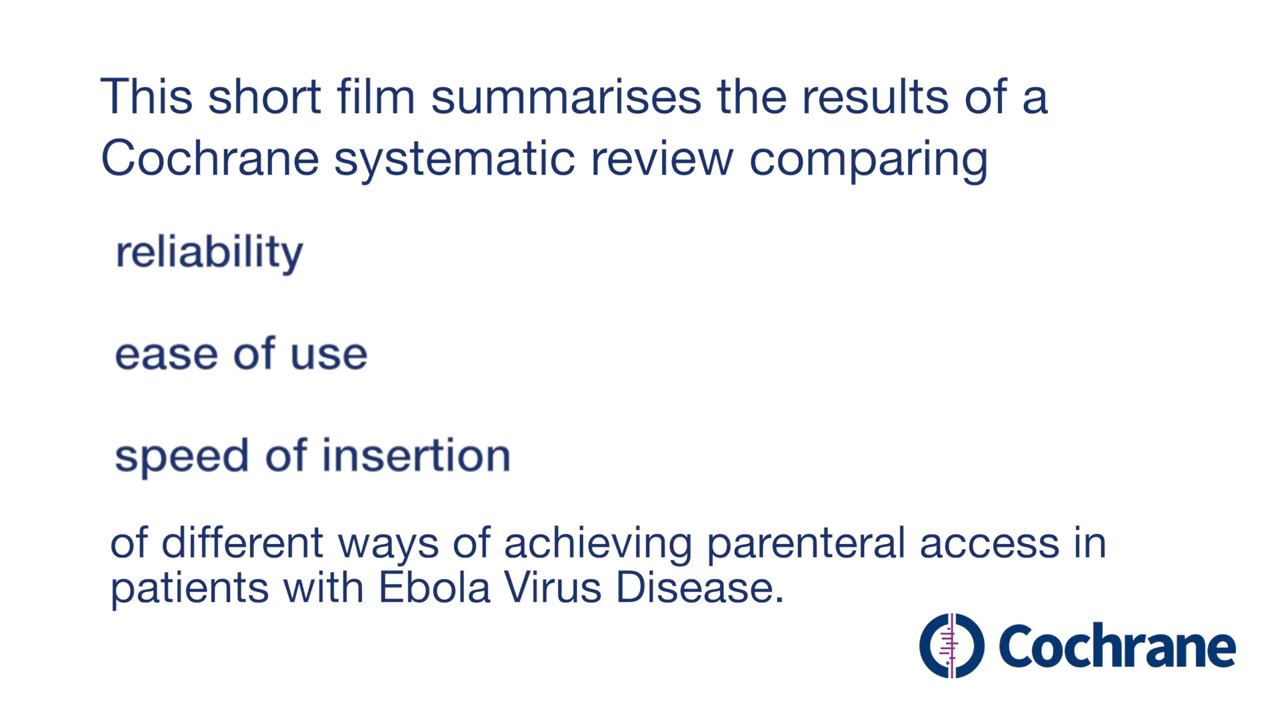 This short film summarises the results of a
Cochrane systematic review comparing
reliability
ease of use
speed of insertion
of different ways of achieving parenteral access in
patients with Ebola Virus Disease.
Cochrane